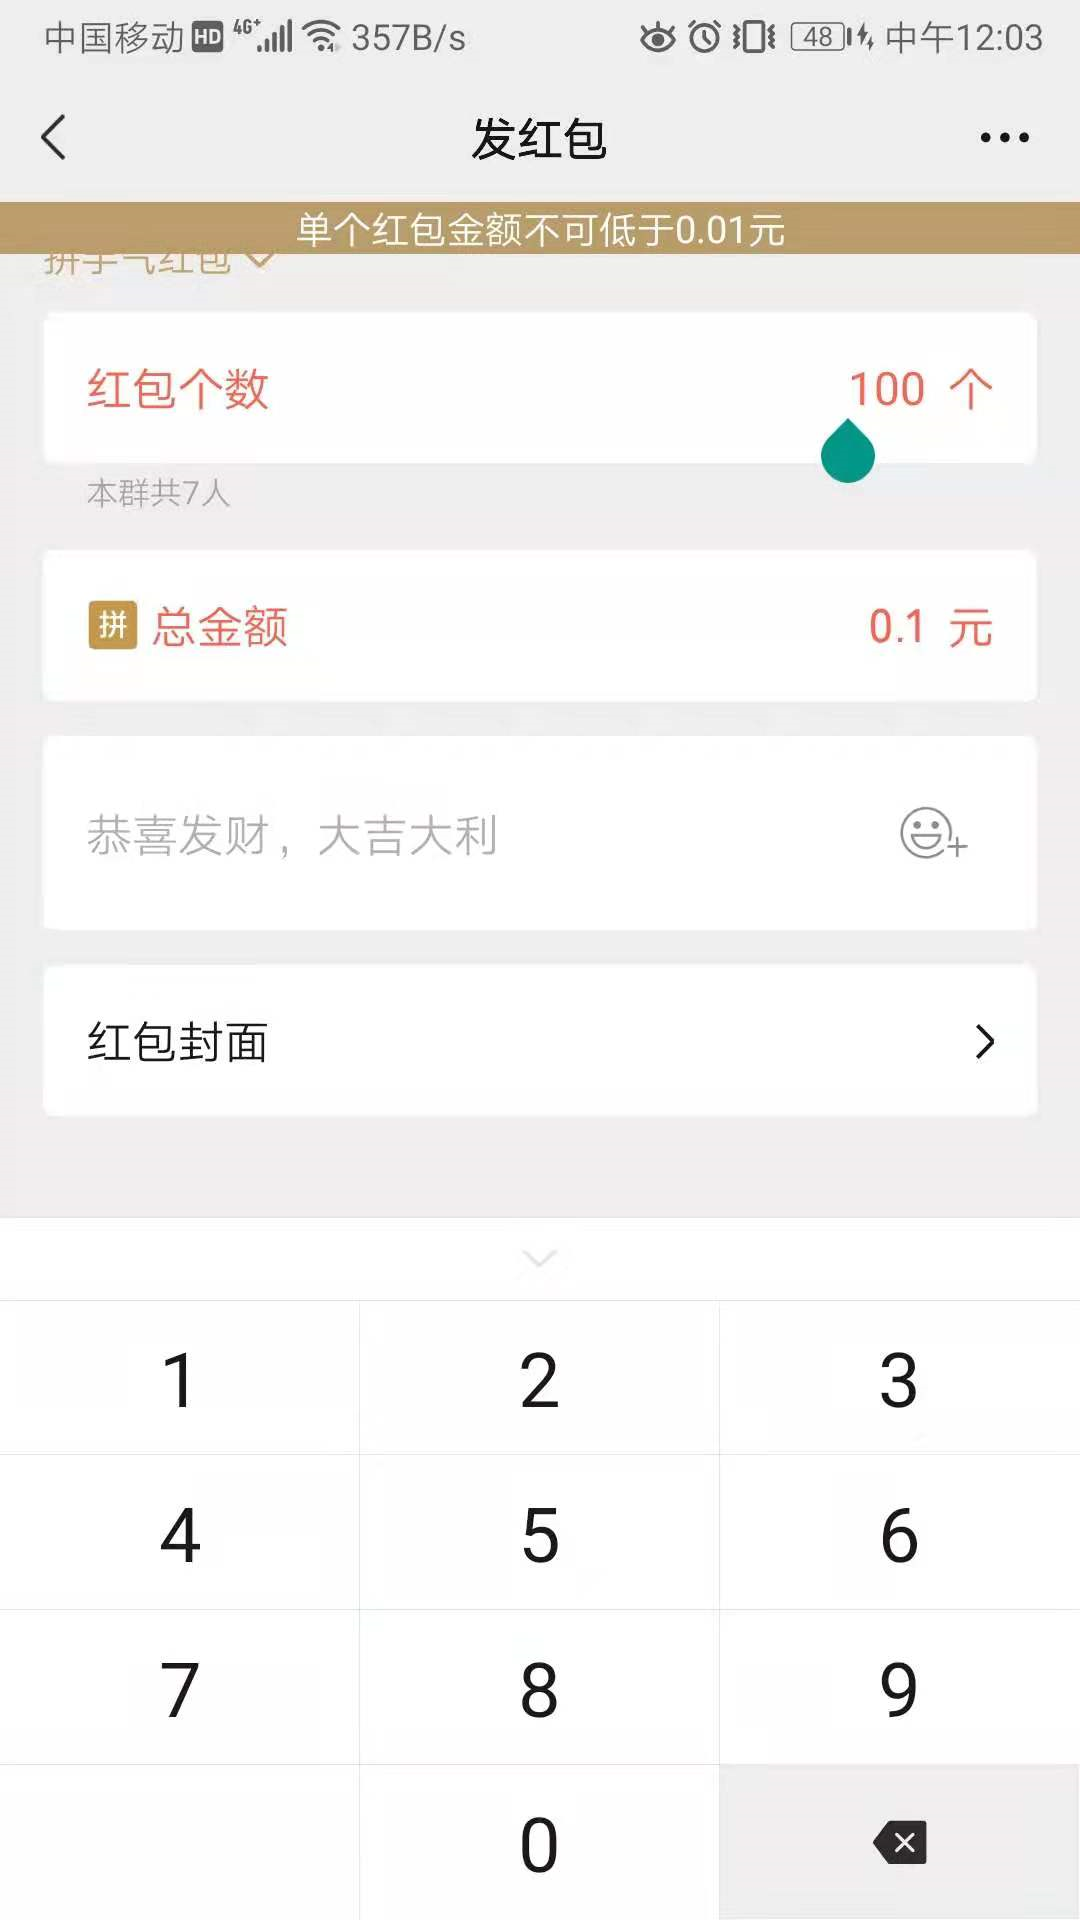 中国移动 HD 4G+ 357B/s 48 中午12:03
发红包
单个红包金额不可低于0.01元
拼手气红包
红包个数 100 个
本群共7人
拼 总金额 0.1 元
恭喜发财，大吉大利
红包封面
1 2 3
4 5 6
7 8 9
0